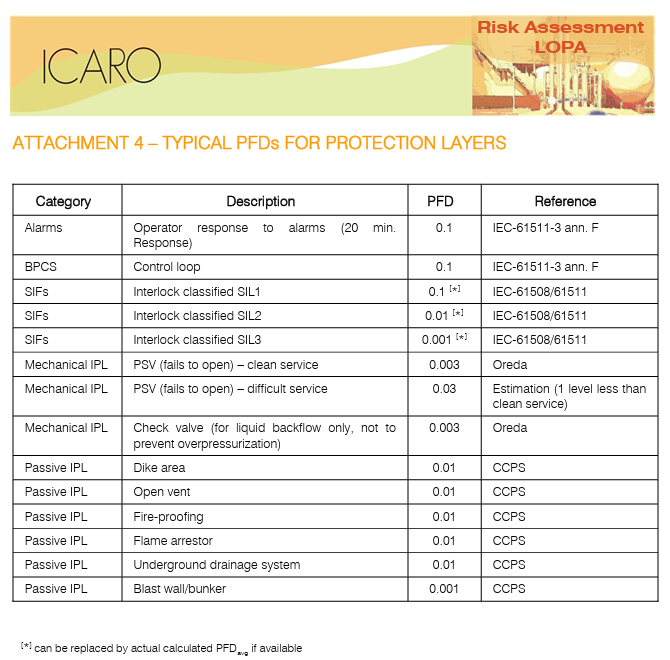 ICARO
Risk Assessment
LOPA
ATTACHMENT 4 – TYPICAL PFDs FOR PROTECTION LAYERS
Category Description PFD Reference
Alarms Operator response to alarms (20 min. 0.1 IEC-61511-3 ann. F
Response)
BPCS Control loop 0.1 IEC-61511-3 ann. F
SIFs Interlock classified SIL1 0.1 [*] IEC-61508/61511
SIFs Interlock classified SIL2 0.01 [*] IEC-61508/61511
SIFs Interlock classified SIL3 0.001 [*] IEC-61508/61511
Mechanical IPL PSV (fails to open) – clean service 0.003 Oreda
Mechanical IPL PSV (fails to open) – difficult service 0.03 Estimation (1 level less than
clean service)
Mechanical IPL Check valve (for liquid backflow only, not to 0.003 Oreda
prevent overpressurization)
Passive IPL Dike area 0.01 CCPS
Passive IPL Open vent 0.01 CCPS
Passive IPL Fire-proofing 0.01 CCPS
Passive IPL Flame arrestor 0.01 CCPS
Passive IPL Underground drainage system 0.01 CCPS
Passive IPL Blast wall/bunker 0.001 CCPS
[*] can be replaced by actual calculated PFDavg if available